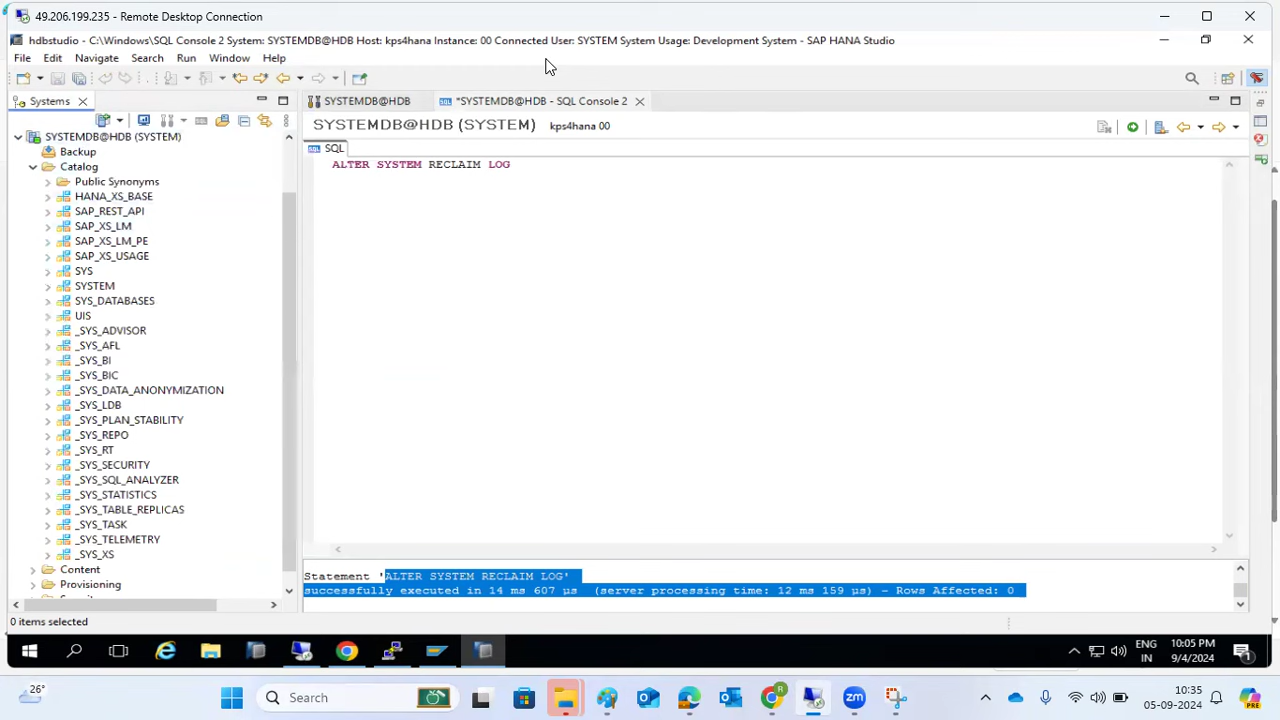 49.206.199.235 - Remote Desktop Connection
hdbstudio - C:\Windows\SQL Console 2 System: SYSTEMDB@HDB Host: kps4hana Instance: 00 Connected User: SYSTEM System Usage: Development System - SAP HANA Studio
File Edit Navigate Search Run Window Help
Systems
SYSTEMDB@HDB
*SYSTEMDB@HDB - SQL Console 2
SYSTEMDB@HDB (SYSTEM) kps4hana 00
SQL
ALTER SYSTEM RECLAIM LOG
SYSTEMDB@HDB (SYSTEM)
Backup
Catalog
Public Synonyms
HANA_XS_BASE
SAP_REST_API
SAP_XS_LM
SAP_XS_LM_PE
SAP_XS_USAGE
SYS
SYSTEM
SYS_DATABASES
UIS
_SYS_ADVISOR
_SYS_AFL
_SYS_BI
_SYS_BIC
_SYS_DATA_ANONYMIZATION
_SYS_LDB
_SYS_PLAN_STABILITY
_SYS_REPO
_SYS_RT
_SYS_SECURITY
_SYS_SQL_ANALYZER
_SYS_STATISTICS
_SYS_TABLE_REPLICAS
_SYS_TASK
_SYS_TELEMETRY
_SYS_XS
Content
Provisioning
Statement 'ALTER SYSTEM RECLAIM LOG'
successfully executed in 14 ms 607 µs (server processing time: 12 ms 159 µs) - Rows Affected: 0
0 items selected
ENG
IN
10:05 PM
9/4/2024
1
26°
Search
10:35
05-09-2024